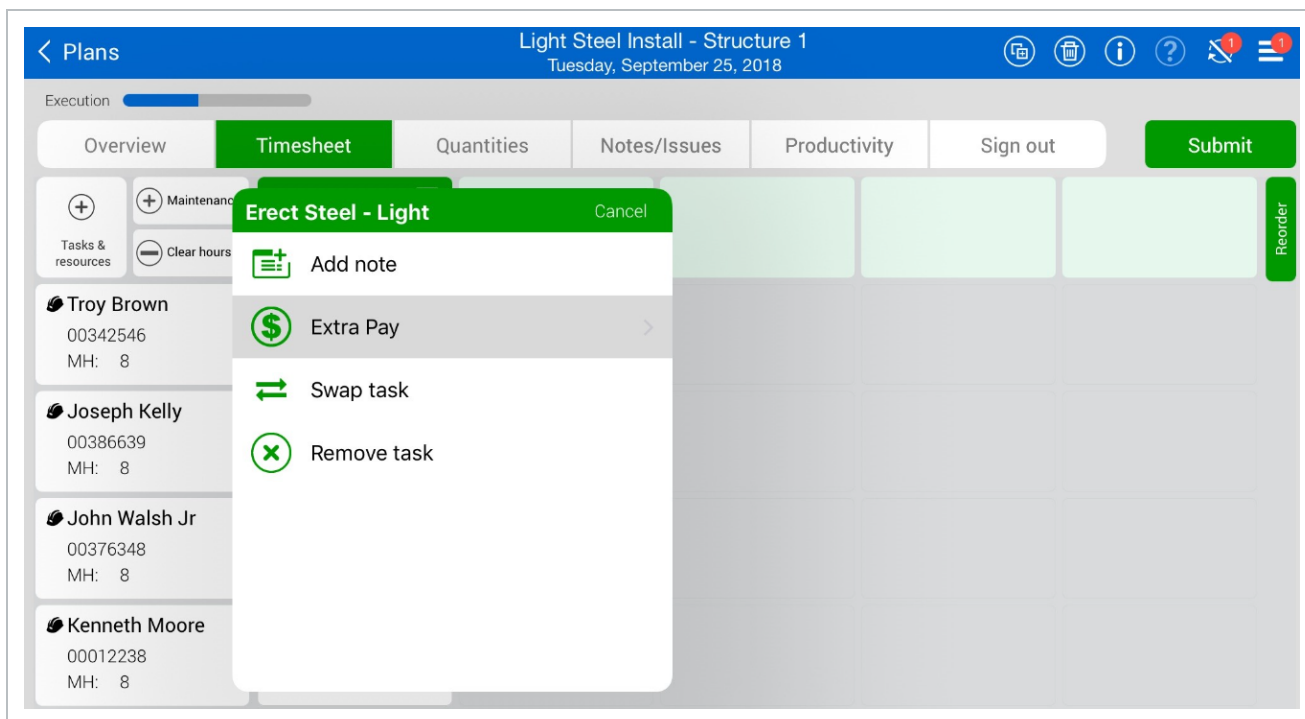 Plans
Light Steel Install - Structure 1
Tuesday, September 25, 2018
1
1
Execution
Overview
Timesheet
Quantities
Notes/Issues
Productivity
Sign out
Submit
Tasks &
resources
Clear hours
Reorder
Erect Steel - Light
Cancel
Add note
Extra Pay
Swap task
Remove task
Troy Brown
00342546
MH: 8
Joseph Kelly
00386639
MH: 8
John Walsh Jr
00376348
MH: 8
Kenneth Moore
00012238
MH: 8